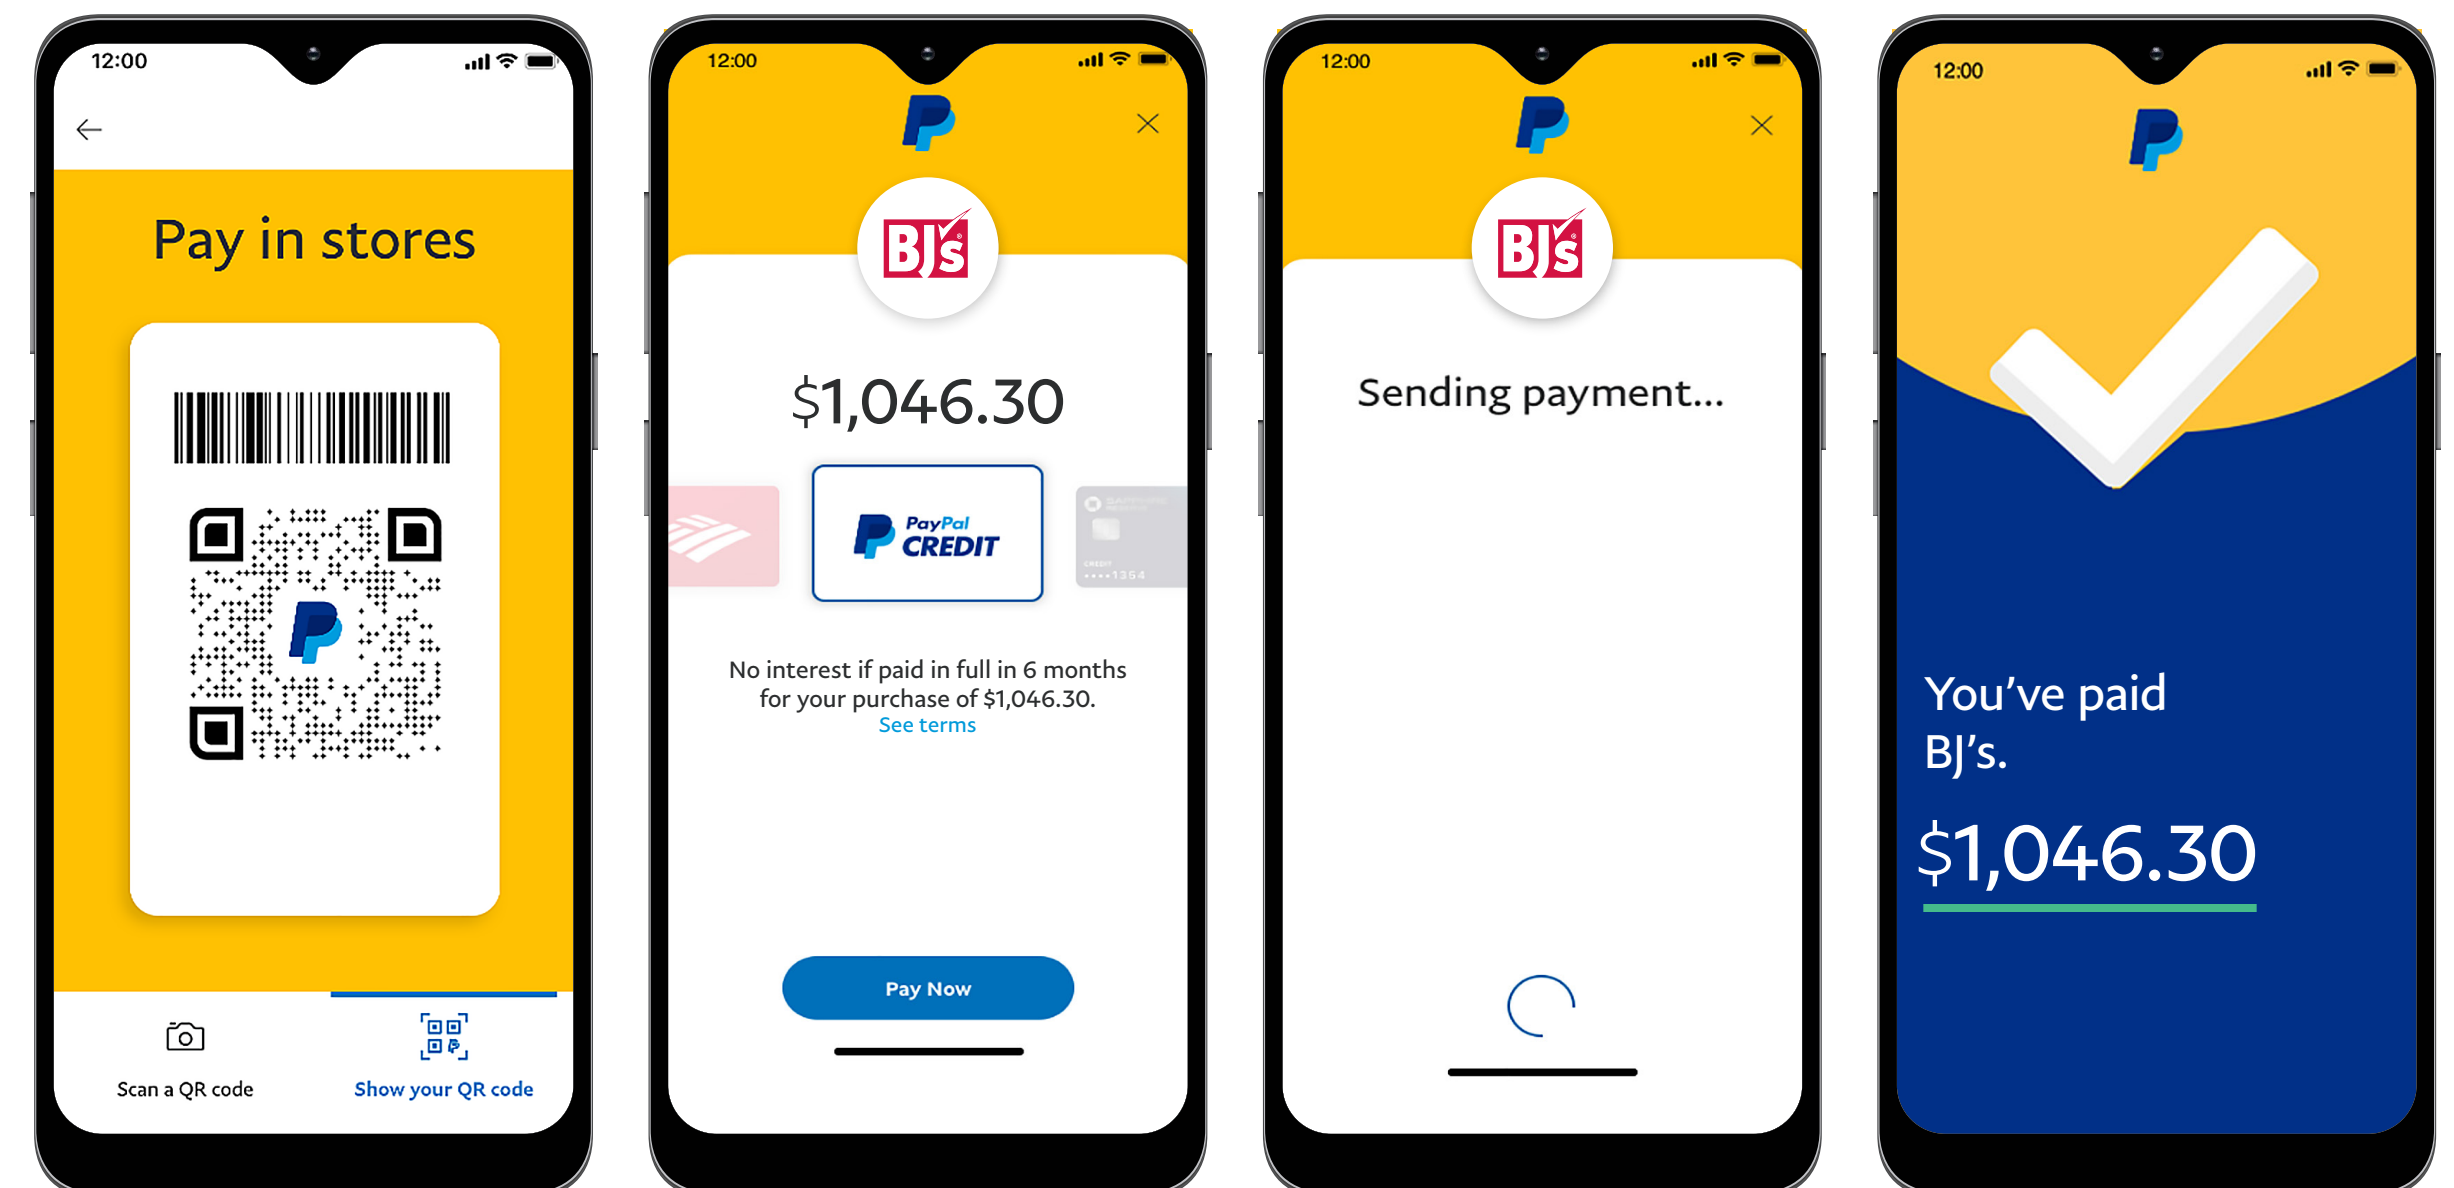 12:00
Pay in stores
Scan a QR code
Show your QR code
12:00
BJ's®
$1,046.30
PayPal
CREDIT
CREDIT
••••1354
No interest if paid in full in 6 months
for your purchase of $1,046.30.
See terms
Pay Now
12:00
BJ's®
Sending payment...
12:00
You’ve paid
BJ’s.
$1,046.30